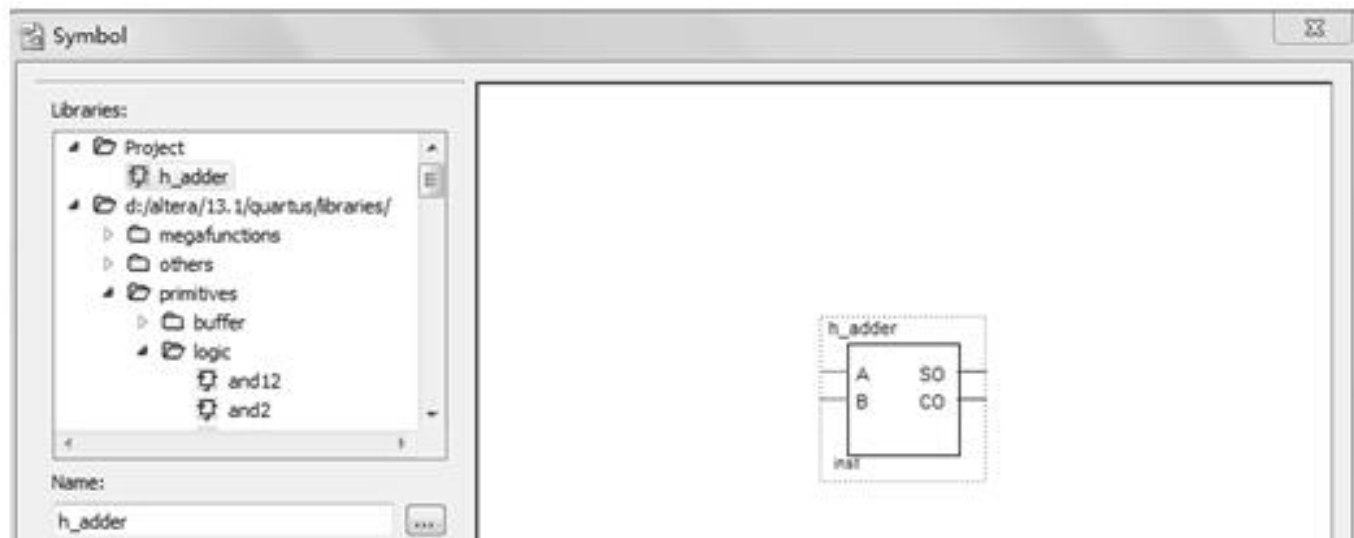 Symbol
Libraries:
Project
h_adder
d:/altera/13.1/quartus/libraries/
megafunctions
others
primitives
buffer
logic
and12
and2
Name:
h_adder
...
h_adder
A SO
B CO
inst